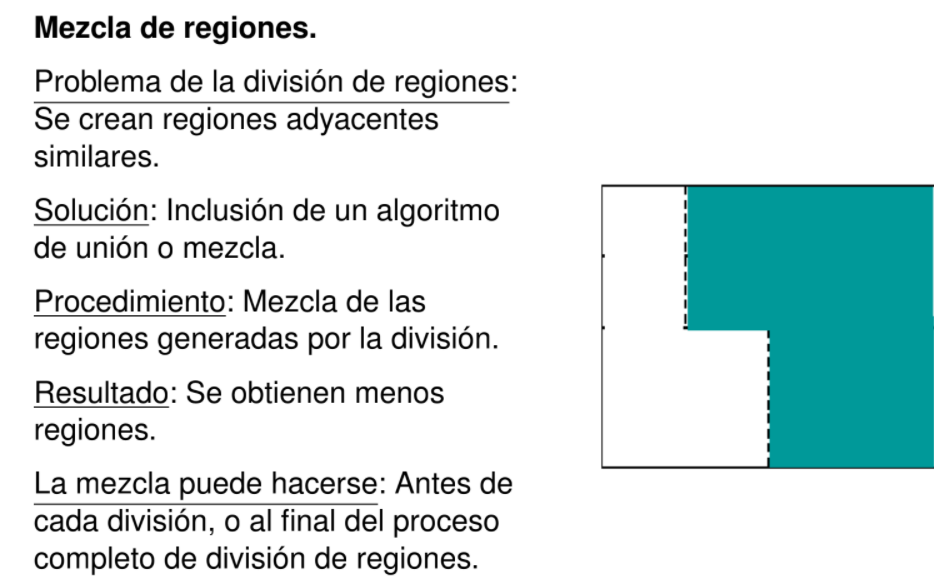 Mezcla de regiones.
Problema de la división de regiones:
Se crean regiones adyacentes
similares.
Solución: Inclusión de un algoritmo
de unión o mezcla.
Procedimiento: Mezcla de las
regiones generadas por la división.
Resultado: Se obtienen menos
regiones.
La mezcla puede hacerse: Antes de
cada división, o al final del proceso
completo de división de regiones.